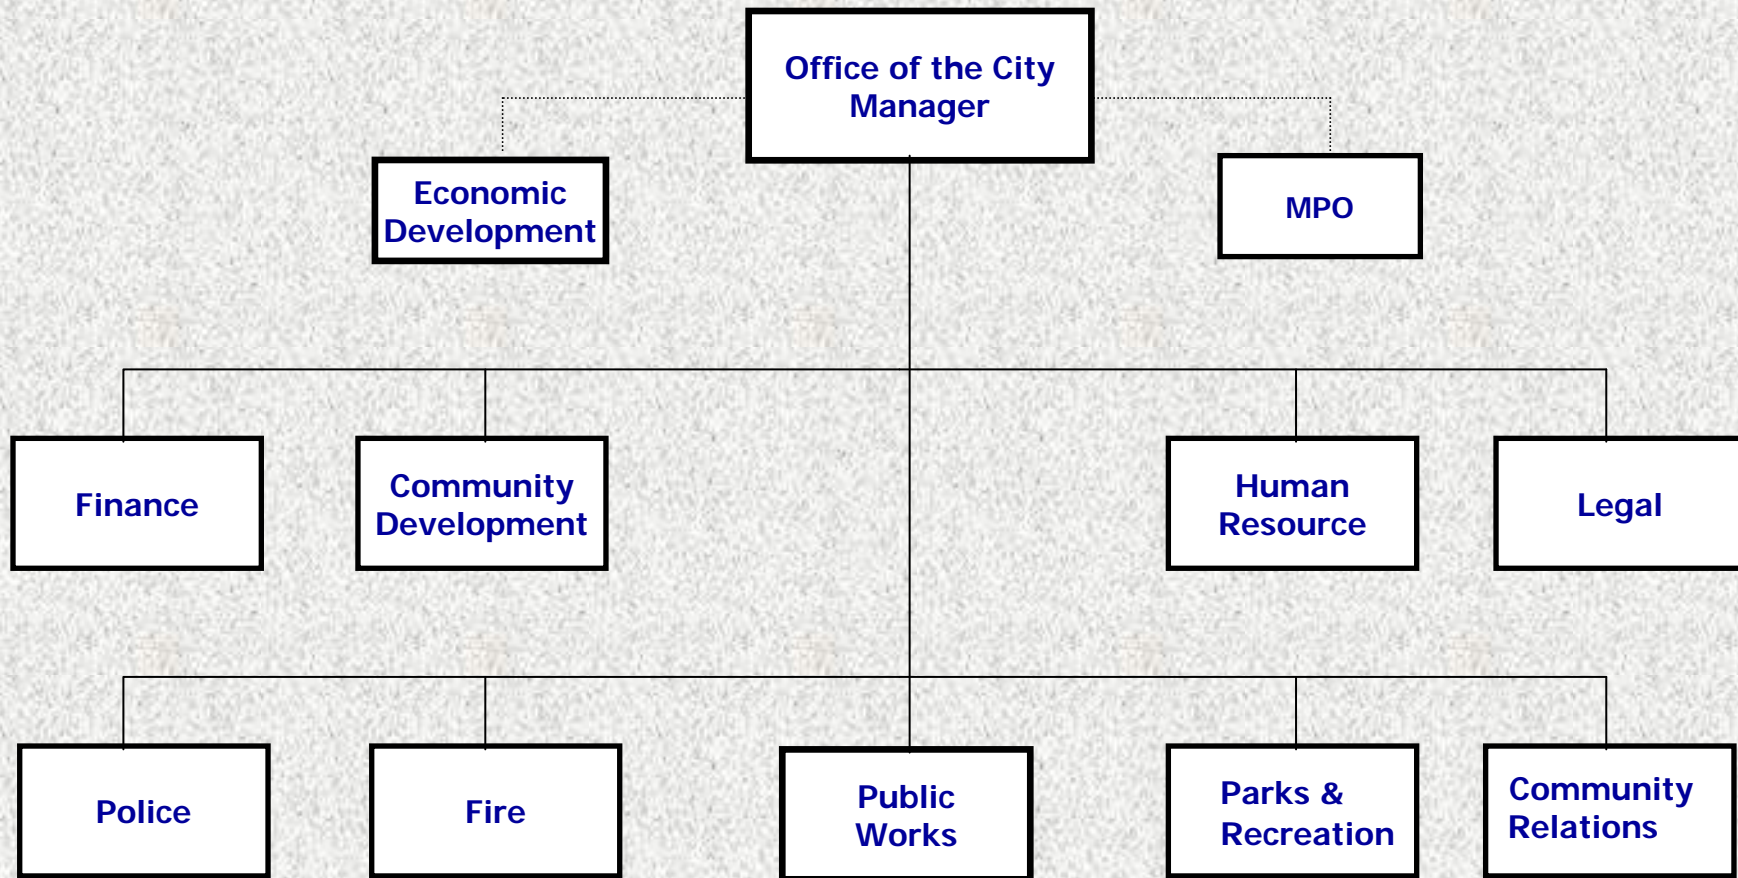 Office of the City
Manager
Economic
Development
MPO
Finance
Community
Development
Human
Resource
Legal
Police
Fire
Public
Works
Parks &
Recreation
Community
Relations